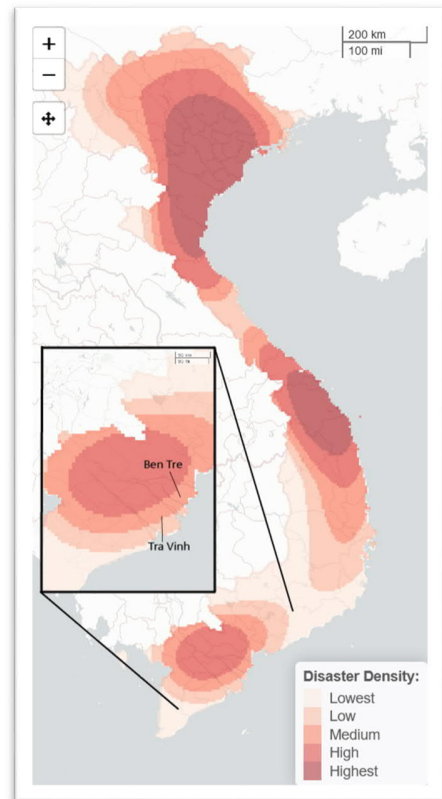 +
−
200 km
100 mi
Ben Tre
Tra Vinh
Disaster Density:
Lowest
Low
Medium
High
Highest